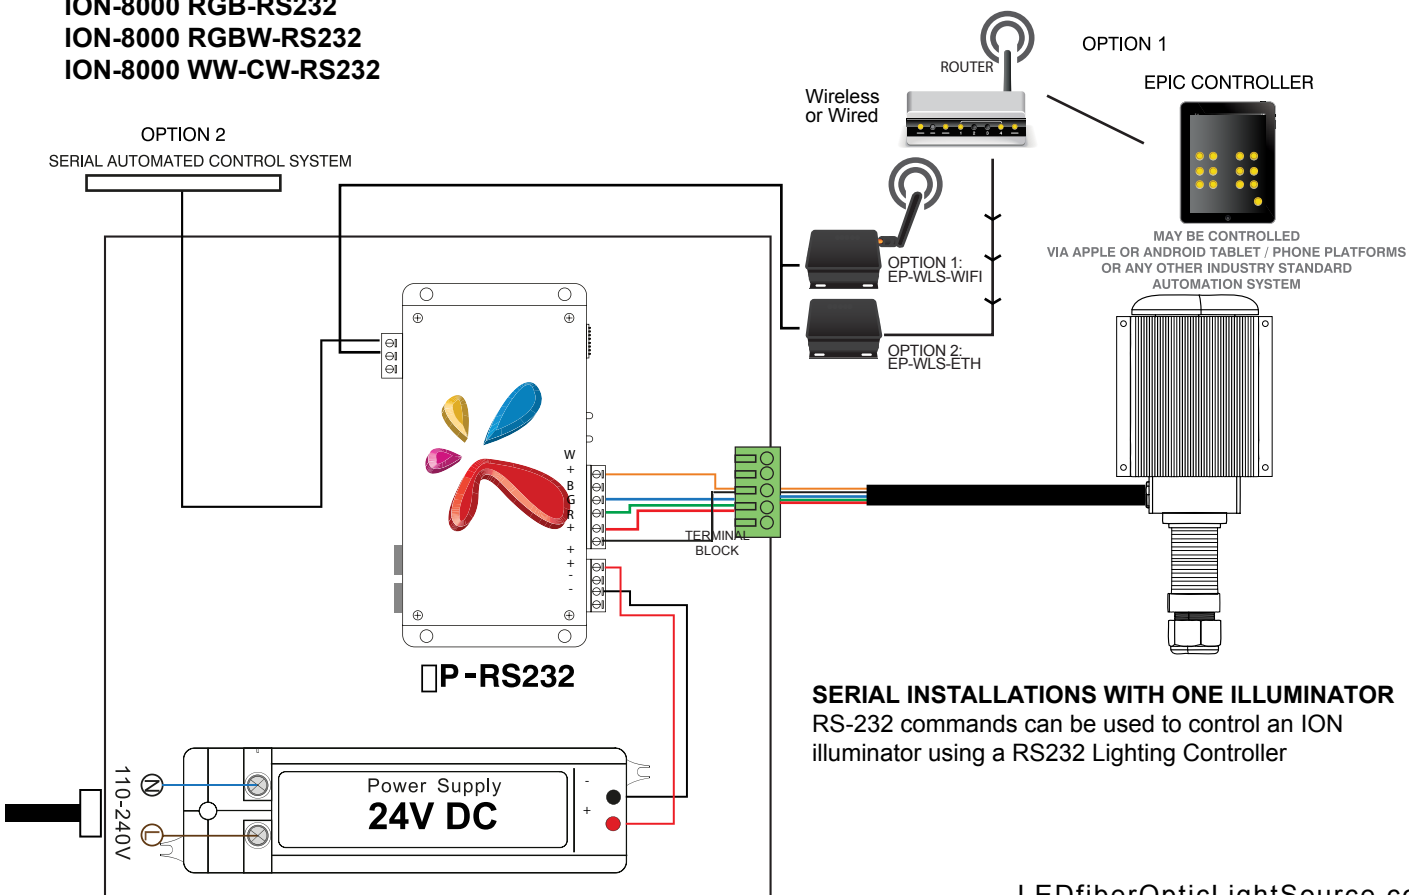 ION-8000 RGB-RS232
ION-8000 RGBW-RS232
ION-8000 WW-CW-RS232
OPTION 2
SERIAL AUTOMATED CONTROL SYSTEM
OPTION 1
ROUTER
Wireless
or Wired
EPIC CONTROLLER
MAY BE CONTROLLED
VIA APPLE OR ANDROID TABLET / PHONE PLATFORMS
OR ANY OTHER INDUSTRY STANDARD
AUTOMATION SYSTEM
OPTION 1:
EP-WLS-WIFI
OPTION 2:
EP-WLS-ETH
W
+
B
G
R
+
+
+
-
-
TERMINAL
BLOCK
P-RS232
SERIAL INSTALLATIONS WITH ONE ILLUMINATOR
RS-232 commands can be used to control an ION
illuminator using a RS232 Lighting Controller
110-240V
N
L
Power Supply
24V DC
-
+
LEDfiberOpticLightSource.co